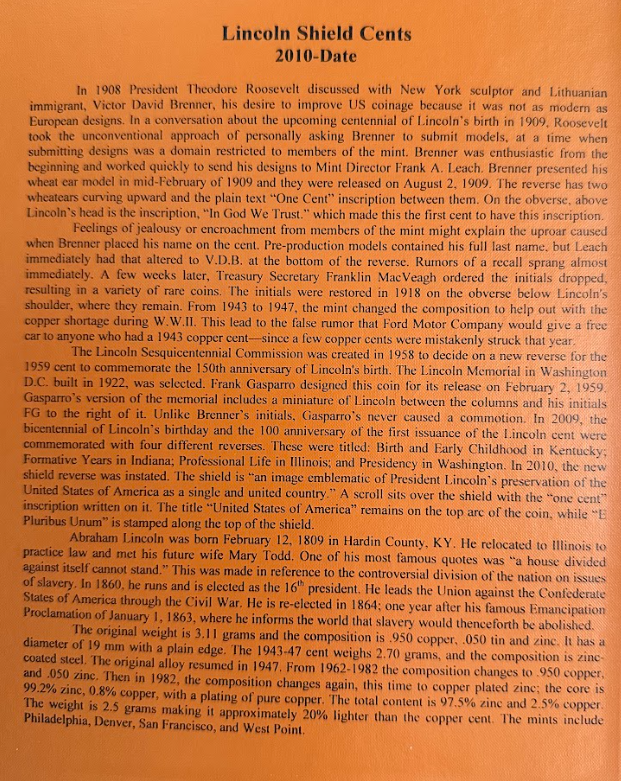 Lincoln Shield Cents
2010-Date
In 1908 President Theodore Roosevelt discussed with New York sculptor and Lithuanian
immigrant, Victor David Brenner, his desire to improve US coinage because it was not as modern as
European designs. In a conversation about the upcoming centennial of Lincoln's birth in 1909, Roosevelt
took the unconventional approach of personally asking Brenner to submit models, at a time when
submitting designs was a domain restricted to members of the mint. Brenner was enthusiastic from the
beginning and worked quickly to send his designs to Mint Director Frank A. Leach. Brenner presented his
wheat ear model in mid-February of 1909 and they were released on August 2, 1909. The reverse has two
wheatears curving upward and the plain text “One Cent” inscription between them. On the obverse, above
Lincoln's head is the inscription, “In God We Trust.” which made this the first cent to have this inscription.
Feelings of jealousy or encroachment from members of the mint might explain the uproar caused
when Brenner placed his name on the cent. Pre-production models contained his full last name, but Leach
immediately had that altered to V.D.B. at the bottom of the reverse. Rumors of a recall sprang almost
immediately. A few weeks later, Treasury Secretary Franklin MacVeagh ordered the initials dropped,
resulting in a variety of rare coins. The initials were restored in 1918 on the obverse below Lincoln's
shoulder, where they remain. From 1943 to 1947, the mint changed the composition to help out with the
copper shortage during W.W.II. This lead to the false rumor that Ford Motor Company would give a free
car to anyone who had a 1943 copper cent—since a few copper cents were mistakenly struck that year.
The Lincoln Sesquicentennial Commission was created in 1958 to decide on a new reverse for the
1959 cent to commemorate the 150th anniversary of Lincoln's birth. The Lincoln Memorial in Washington
D.C. built in 1922, was selected. Frank Gasparro designed this coin for its release on February 2, 1959.
Gasparro's version of the memorial includes a miniature of Lincoln between the columns and his initials
FG to the right of it. Unlike Brenner's initials, Gasparro's never caused a commotion. In 2009, the
bicentennial of Lincoln's birthday and the 100 anniversary of the first issuance of the Lincoln cent were
commemorated with four different reverses. These were titled: Birth and Early Childhood in Kentucky;
Formative Years in Indiana; Professional Life in Illinois; and Presidency in Washington. In 2010, the new
shield reverse was instated. The shield is “an image emblematic of President Lincoln's preservation of the
United States of America as a single and united country.” A scroll sits over the shield with the “one cent”
inscription written on it. The title “United States of America” remains on the top arc of the coin, while “E
Pluribus Unum” is stamped along the top of the shield.
Abraham Lincoln was born February 12, 1809 in Hardin County, KY. He relocated to Illinois to
practice law and met his future wife Mary Todd. One of his most famous quotes was “a house divided
against itself cannot stand.” This was made in reference to the controversial division of the nation on issues
of slavery. In 1860, he runs and is elected as the 16th president. He leads the Union against the Confederate
States of America through the Civil War. He is re-elected in 1864; one year after his famous Emancipation
Proclamation of January 1, 1863, where he informs the world that slavery would thenceforth be abolished.
The original weight is 3.11 grams and the composition is .950 copper, .050 tin and zinc. It has a
diameter of 19 mm with a plain edge. The 1943-47 cent weighs 2.70 grams, and the composition is zinc-
coated steel. The original alloy resumed in 1947. From 1962-1982 the composition changes to .950 copper,
and .050 zinc. Then in 1982, the composition changes again, this time to copper plated zinc; the core is
99.2% zinc, 0.8% copper, with a plating of pure copper. The total content is 97.5% zinc and 2.5% copper.
The weight is 2.5 grams making it approximately 20% lighter than the copper cent. The mints include
Philadelphia, Denver, San Francisco, and West Point.